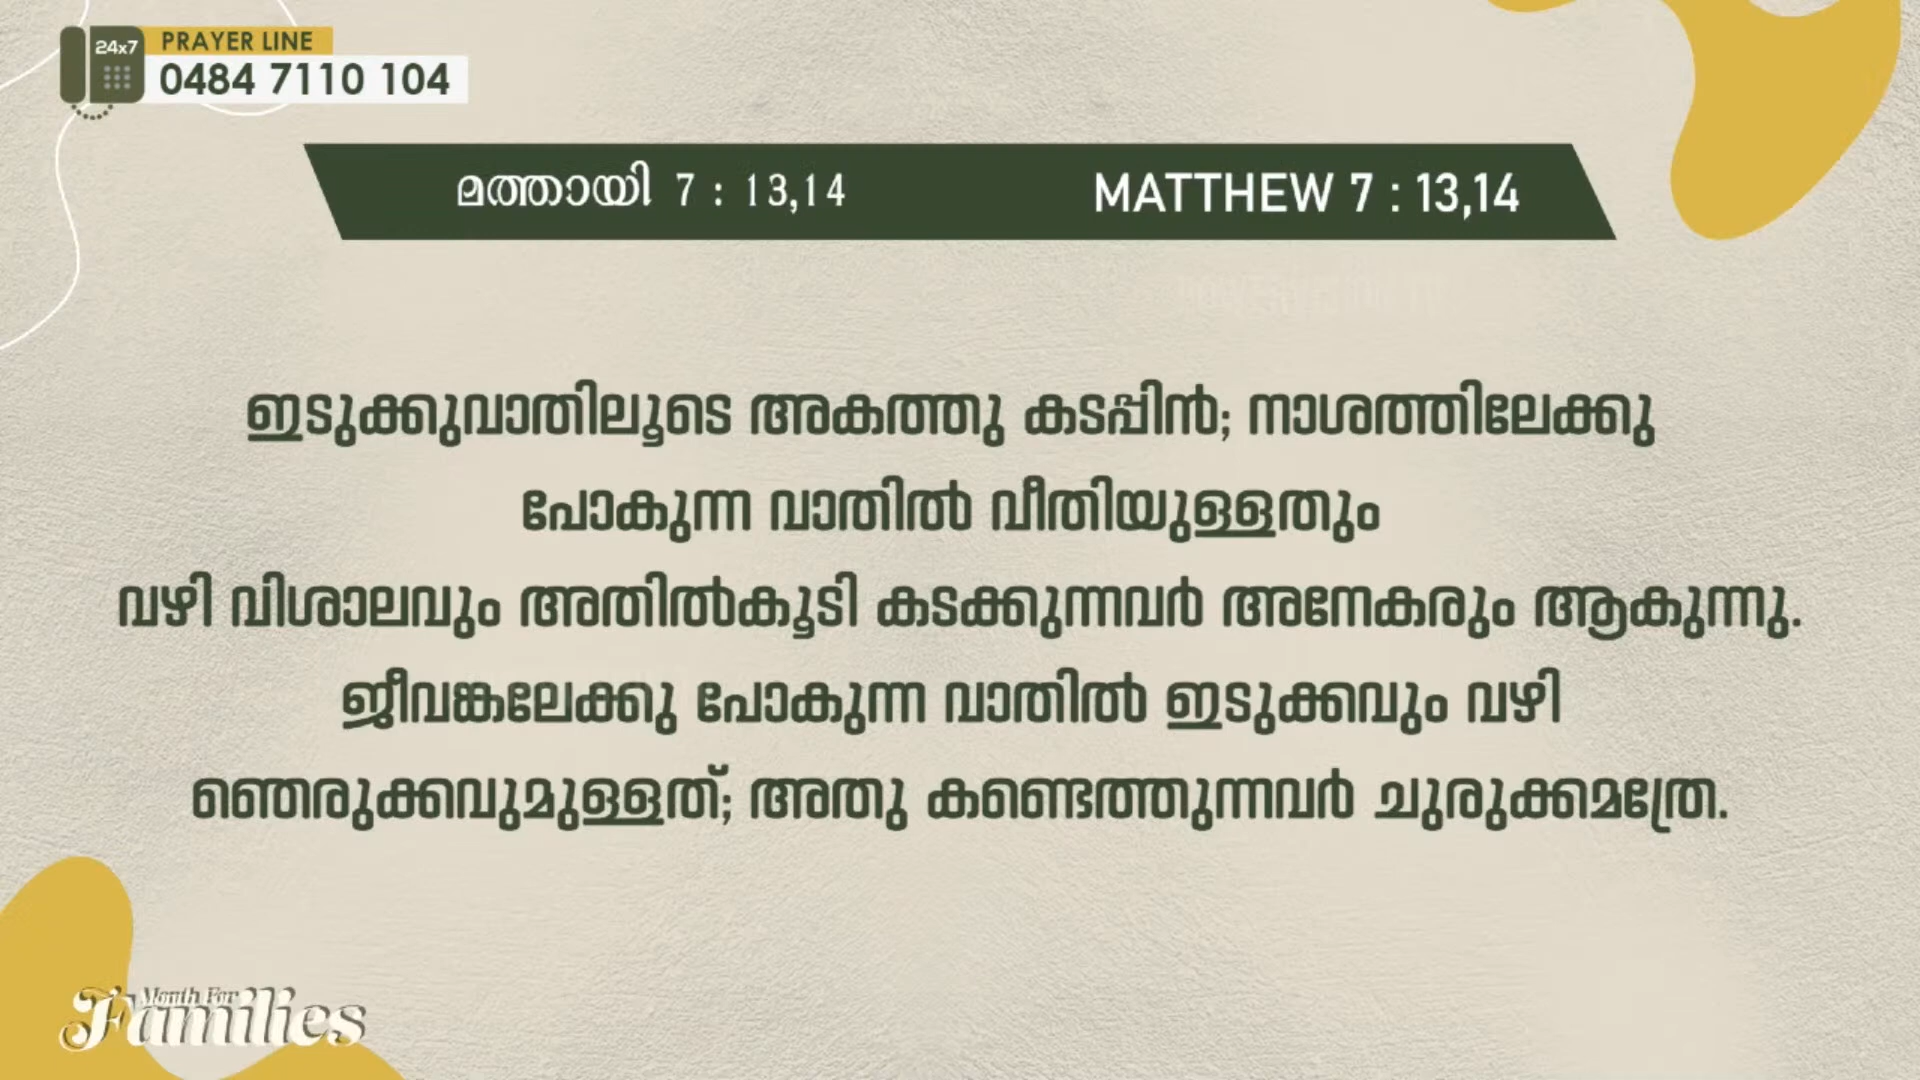 24x7 PRAYER LINE
0484 7110 104
മത്തായി 7 : 13,14 MATTHEW 7 : 13,14
ഇടുക്കുവാതിലൂടെ അകത്തു കടപ്പിൻ; നാശത്തിലേക്കു
പോകുന്ന വാതിൽ വീതിയുള്ളതും
വഴി വിശാലവും അതിൽകൂടി കടക്കുന്നവർ അനേകരും ആകുന്നു.
ജീവങ്കലേക്കു പോകുന്ന വാതിൽ ഇടുക്കവും വഴി
ഞെരുക്കവുമുള്ളത്; അതു കണ്ടെത്തുന്നവർ ചുരുക്കമത്രേ.
Month For
Families